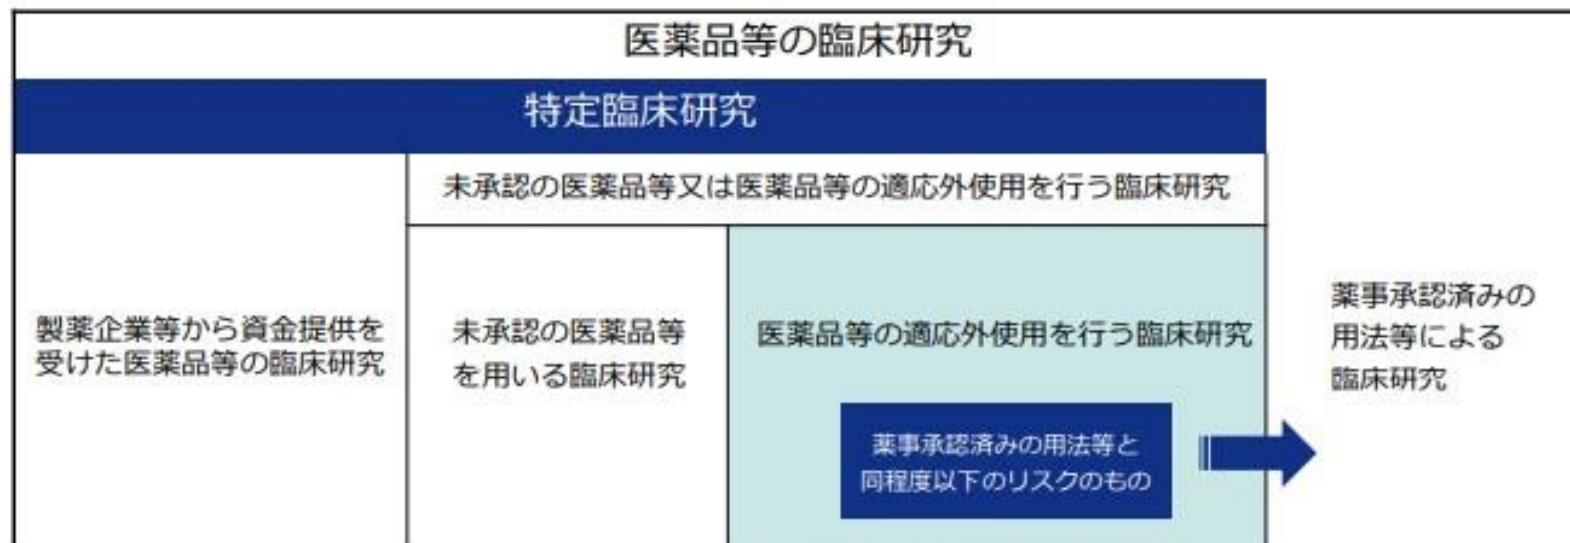 医薬品等の臨床研究
特定臨床研究
未承認の医薬品等又は医薬品等の適応外使用を行う臨床研究
製薬企業等から資金提供を
受けた医薬品等の臨床研究
未承認の医薬品等
を用いる臨床研究
医薬品等の適応外使用を行う臨床研究
薬事承認済みの用法等と
同程度以下のリスクのもの
薬事承認済みの
用法等による
臨床研究